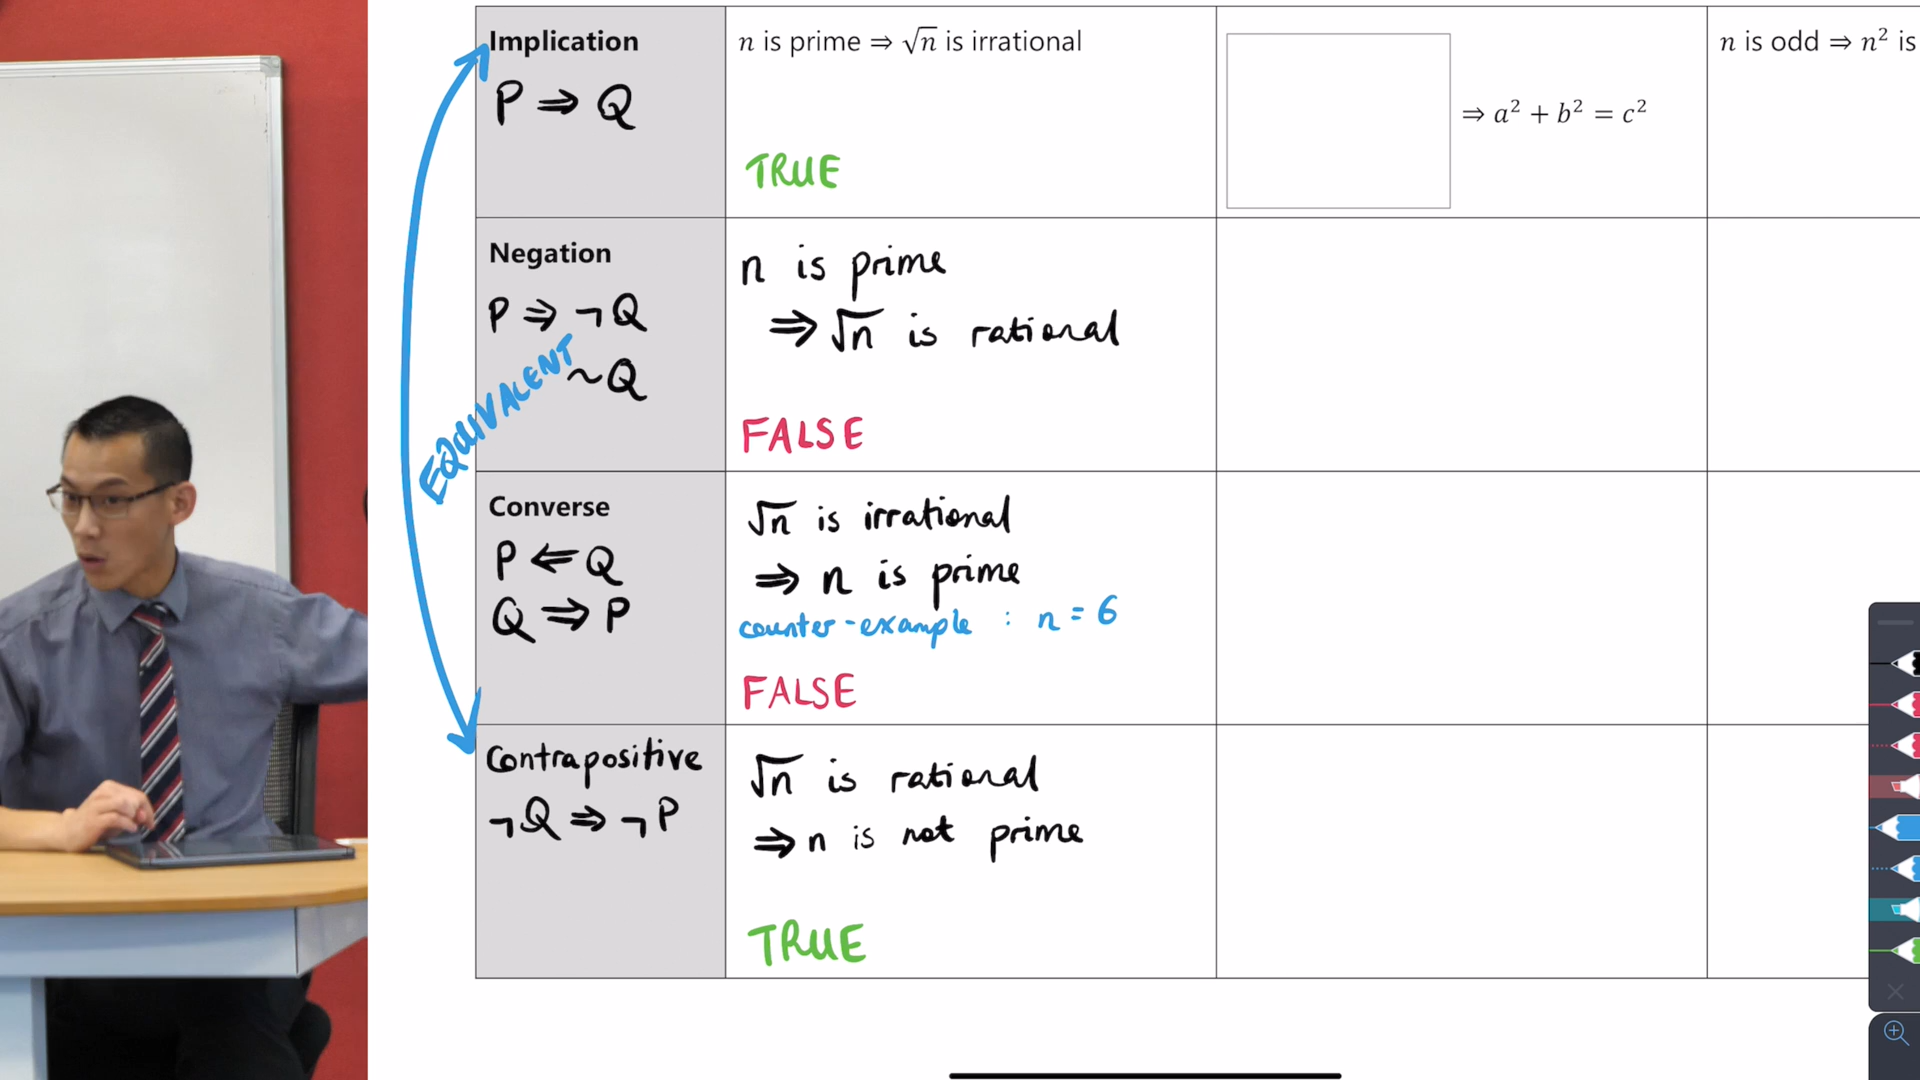 Implication
P ⇒ Q
n is prime ⇒ √n is irrational
TRUE
⇒ a² + b² = c²
n is odd ⇒ n² is
Negation
P ⇒ ¬Q
~Q
n is prime
⇒ √n is rational
FALSE
EQUIVALENT
Converse
P ⇐ Q
Q ⇒ P
√n is irrational
⇒ n is prime
counter-example : n = 6
FALSE
Contrapositive
¬Q ⇒ ¬P
√n is rational
⇒ n is not prime
TRUE